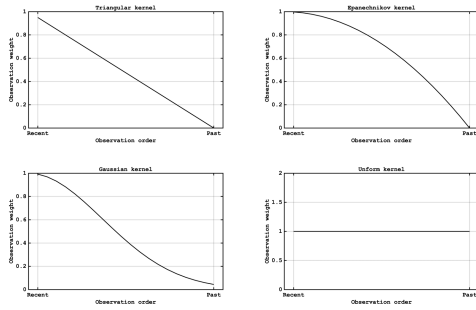 Triangular kernel
Observation weight
1
0.8
0.6
0.4
0.2
0
Recent Past
Observation order
Epanechnikov kernel
Observation weight
1
0.8
0.6
0.4
0.2
0
Recent Past
Observation order
Gaussian kernel
Observation weight
1
0.8
0.6
0.4
0.2
0
Recent Past
Observation order
Unform kernel
Observation weight
2
1.5
1
0.5
0
Recent Past
Observation order